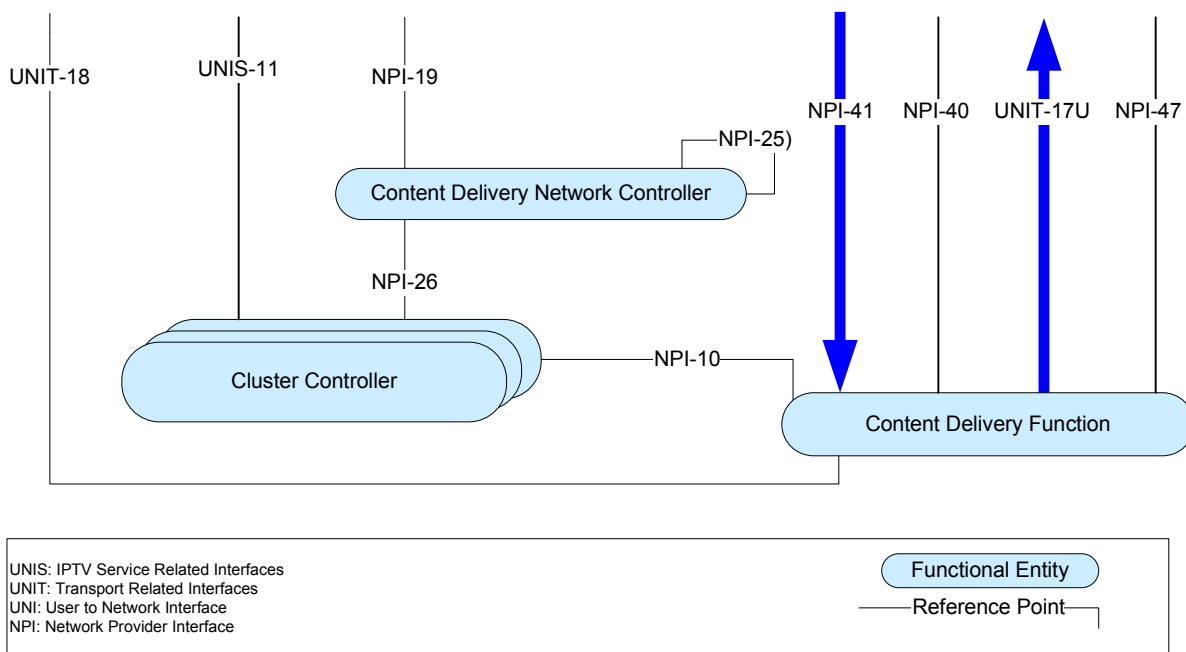 UNIT-18
UNIS-11
NPI-19
NPI-41
NPI-40
UNIT-17U
NPI-47
NPI-25)
Content Delivery Network Controller
NPI-26
NPI-10
Cluster Controller
Content Delivery Function
UNIS: IPTV Service Related Interfaces
UNIT: Transport Related Interfaces
UNI: User to Network Interface
NPI: Network Provider Interface
Functional Entity
Reference Point